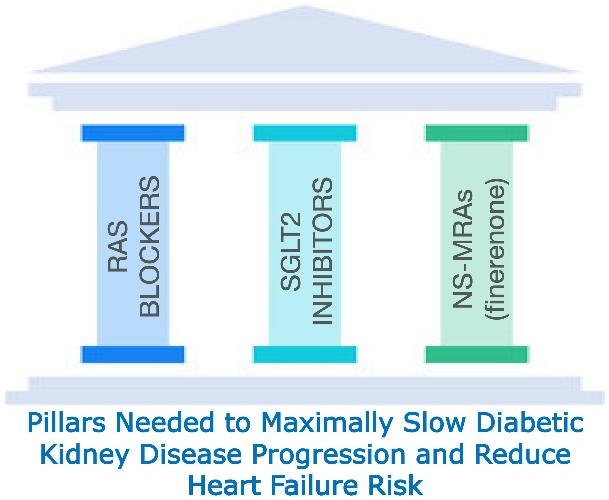 RAS
BLOCKERS
SGLT2
INHIBITORS
NS-MRAs
(finerenone)
Pillars Needed to Maximally Slow Diabetic
Kidney Disease Progression and Reduce
Heart Failure Risk